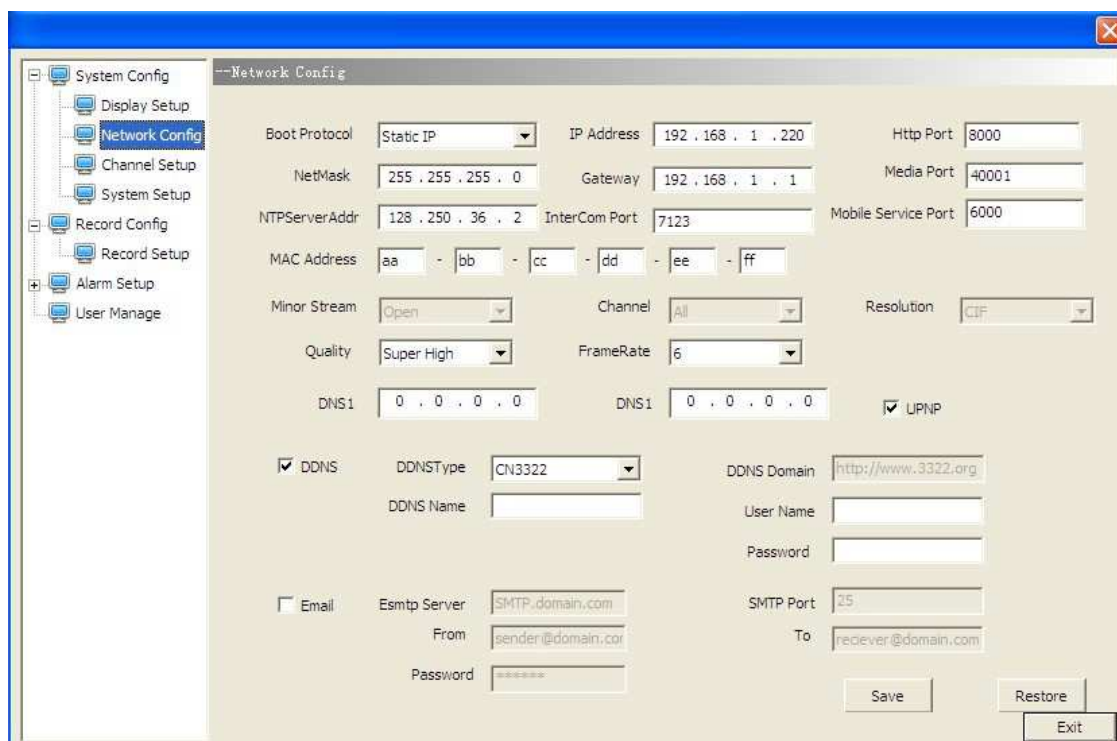 System Config
Display Setup
Network Config
Channel Setup
System Setup
Record Config
Record Setup
Alarm Setup
User Manage
--Network Config
Boot Protocol Static IP IP Address 192 . 168 . 1 . 220 Http Port 8000
NetMask 255 . 255 . 255 . 0 Gateway 192 . 168 . 1 . 1 Media Port 40001
NTPServerAddr 128 . 250 . 36 . 2 InterCom Port 7123 Mobile Service Port 6000
MAC Address aa - bb - cc - dd - ee - ff
Minor Stream Open Channel All Resolution CIF
Quality Super High FrameRate 6
DNS1 0 . 0 . 0 . 0 DNS1 0 . 0 . 0 . 0 UPNP
DDNS DDNSType CN3322 DDNS Domain http://www.3322.org
DDNS Name User Name
Password
Email Esmtp Server SMTP.domain.com SMTP Port 25
From sender@domain.cor To reciever@domain.com
Password ******
Save Restore
Exit